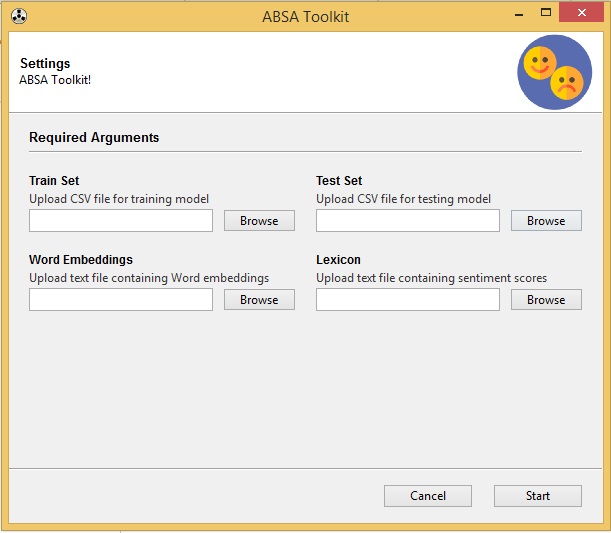 ABSA Toolkit
Settings
ABSA Toolkit!
Required Arguments
Train Set
Upload CSV file for training model
Browse
Test Set
Upload CSV file for testing model
Browse
Word Embeddings
Upload text file containing Word embeddings
Browse
Lexicon
Upload text file containing sentiment scores
Browse
Cancel
Start